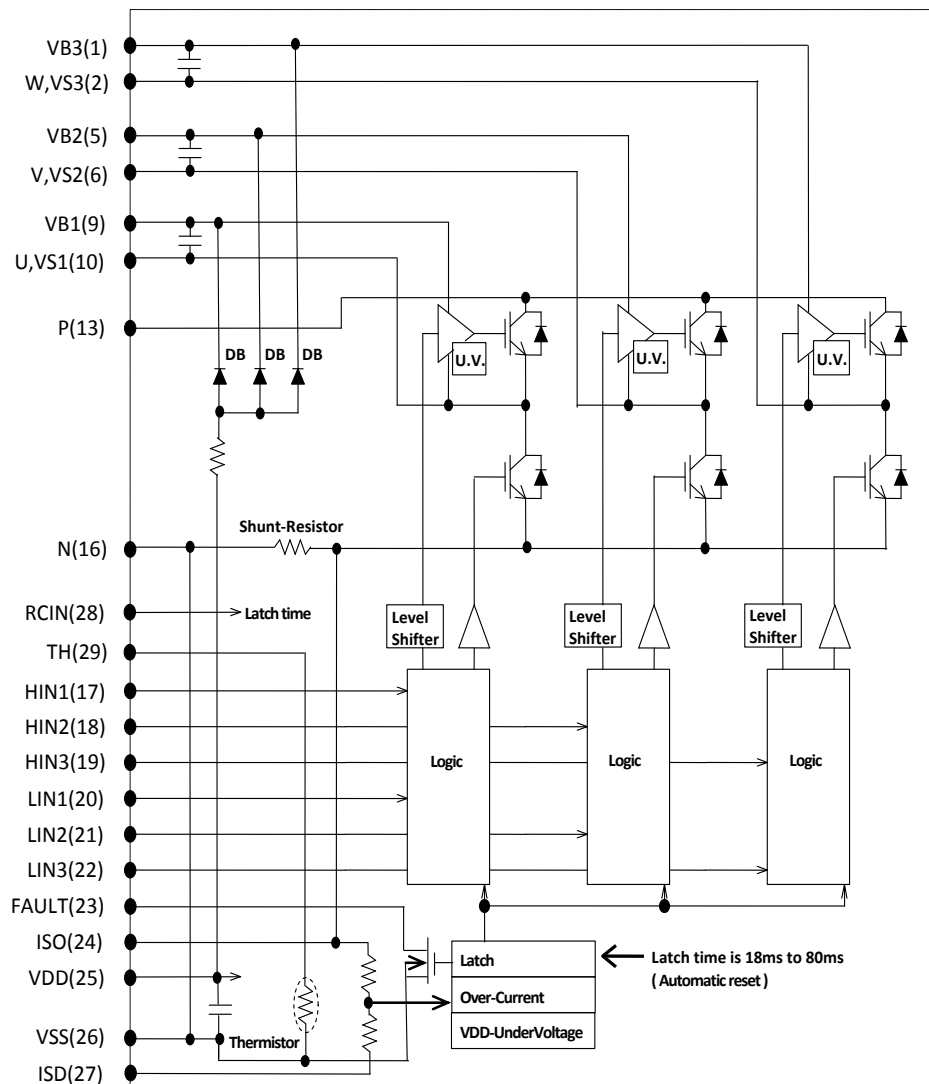 VB3(1)
W,VS3(2)
VB2(5)
V,VS2(6)
VB1(9)
U,VS1(10)
P(13)
U.V.
U.V.
U.V.
DB
DB
DB
Shunt-Resistor
N(16)
RCIN(28)
Latch time
Level
Shifter
Level
Shifter
Level
Shifter
TH(29)
HIN1(17)
HIN2(18)
HIN3(19)
Logic
Logic
Logic
LIN1(20)
LIN2(21)
LIN3(22)
FAULT(23)
ISO(24)
Latch
Latch time is 18ms to 80ms
( Automatic reset )
VDD(25)
Over-Current
VDD-UnderVoltage
VSS(26)
Thermistor
ISD(27)